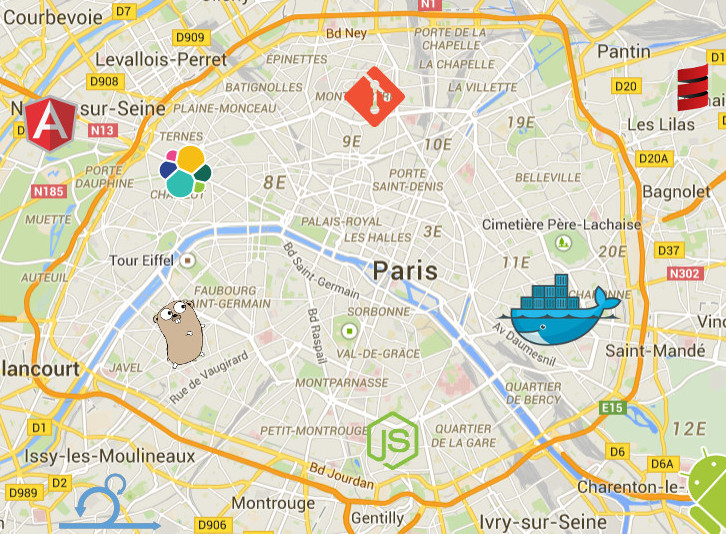 Courbevoie
D7
N1
Bd Ney
PORTE DE LA
CHAPELLE
D909
Levallois-Perret
EPINETTES
LA CHAPELLE
Pantin
D908
BATIGNOLLES
LA VILLETTE
D20
sur-Seine
PLAINE-MONCEAU
19E
Les Lilas
N13
TERNES
9E
10E
D20A
PORTE
DAUPHINE
8E
PORTE
SAINT-DENIS
BELLEVILLE
N185
Bagnolet
MUETTE
PALAIS-ROYAL
LES HALLES
3E
Cimetière Père-Lachaise
20E
D37
Tour Eiffel
Bd Saint-Germain
Paris
11E
N302
AUTEUIL
FAUBOURG
SAINT-GERMAIN
SORBONNE
Bd Raspail
VAL-DE-GRÂCE
Av Daumesnil
Saint-Mandé
lancourt
JAVEL
Rue de Vaugirard
MONTPARNASSE
QUARTIER
DE BERCY
E15
D1
PETIT-MONTROUGE
JS
QUARTIER
DE LA GARE
12E
Issy-les-Moulineaux
Bd Jourdan
D6
D6A
D989
D2
Montrouge
Charenton-le-
D906
Gentilly
Ivry-sur-Seine
A